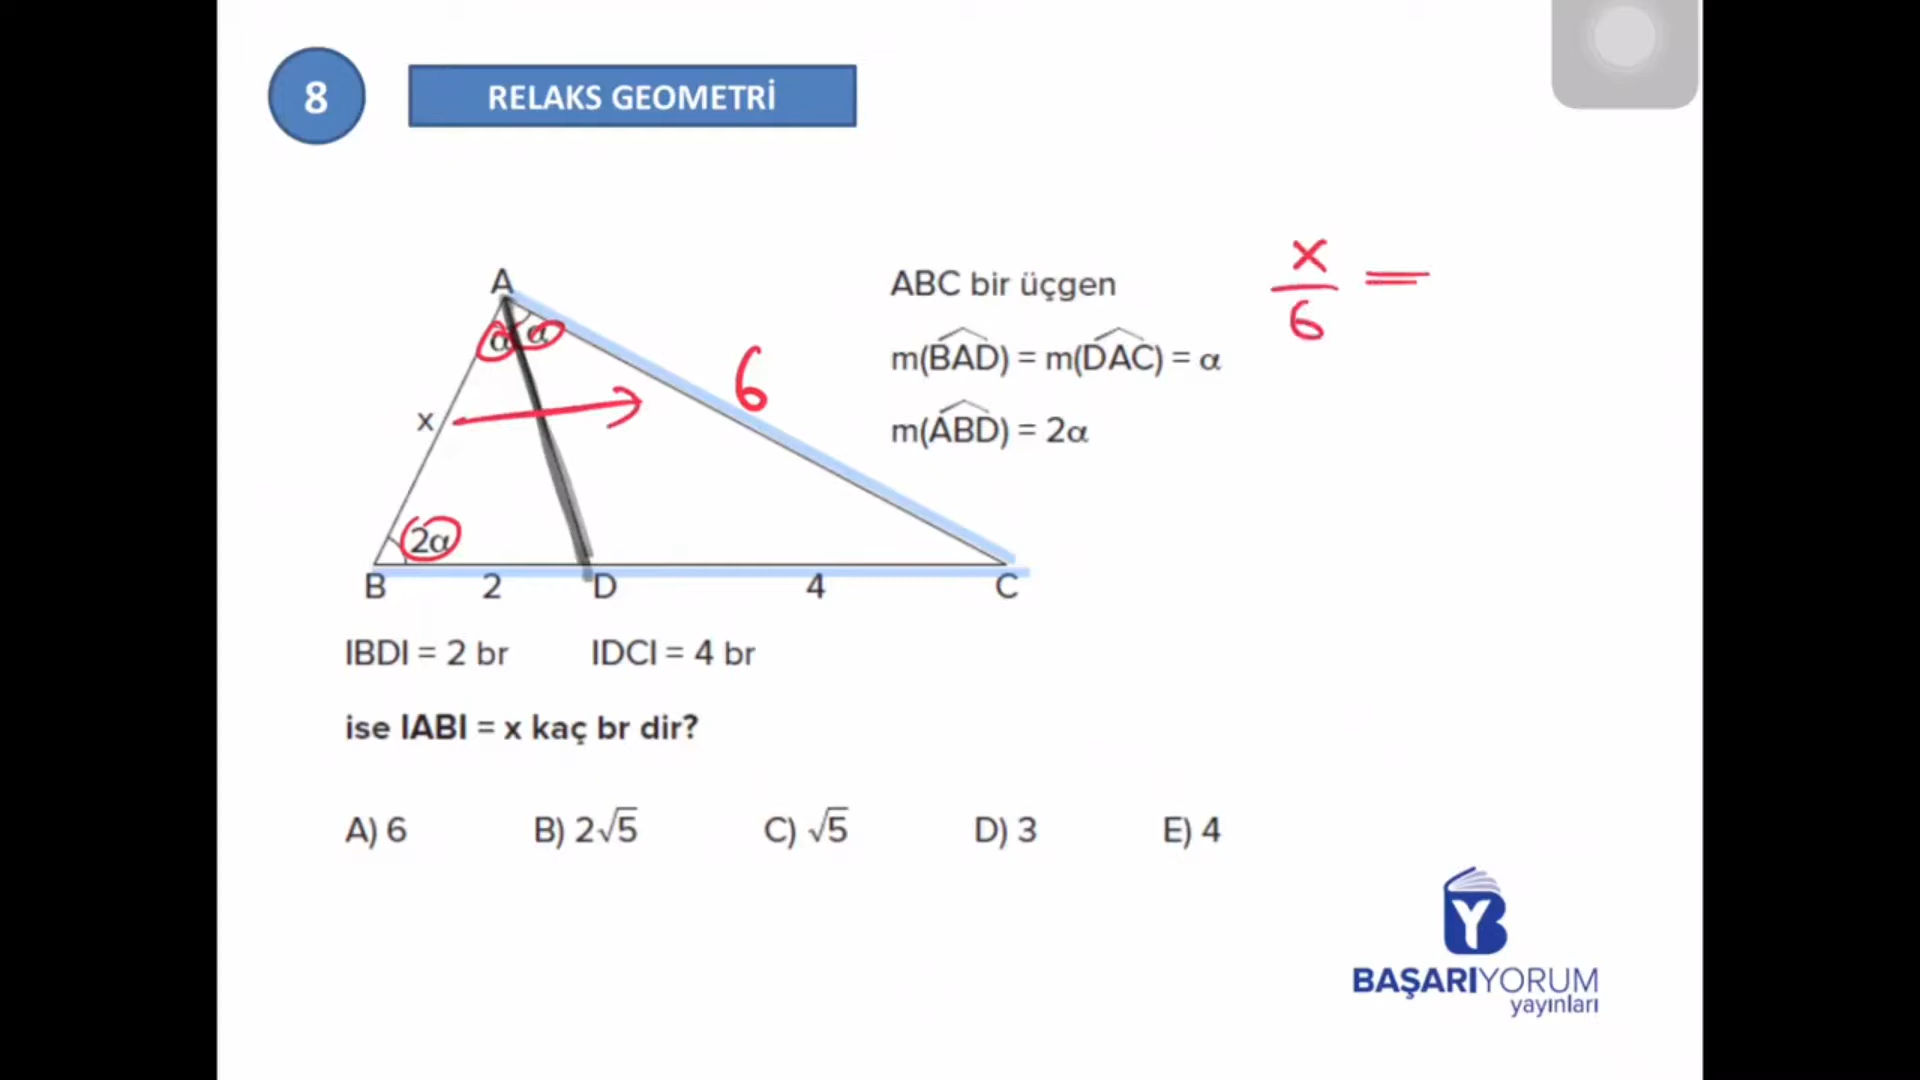 8
RELAKS GEOMETRİ
A
α α
x
6
2α
B 2 D 4 C
ABC bir üçgen
m(BAD) = m(DAC) = α
m(ABD) = 2α
x
6
=
IBDI = 2 br IDCI = 4 br
ise IABI = x kaç br dir?
A) 6 B) 2√5 C) √5 D) 3 E) 4
BAŞARIYORUM
yayınları